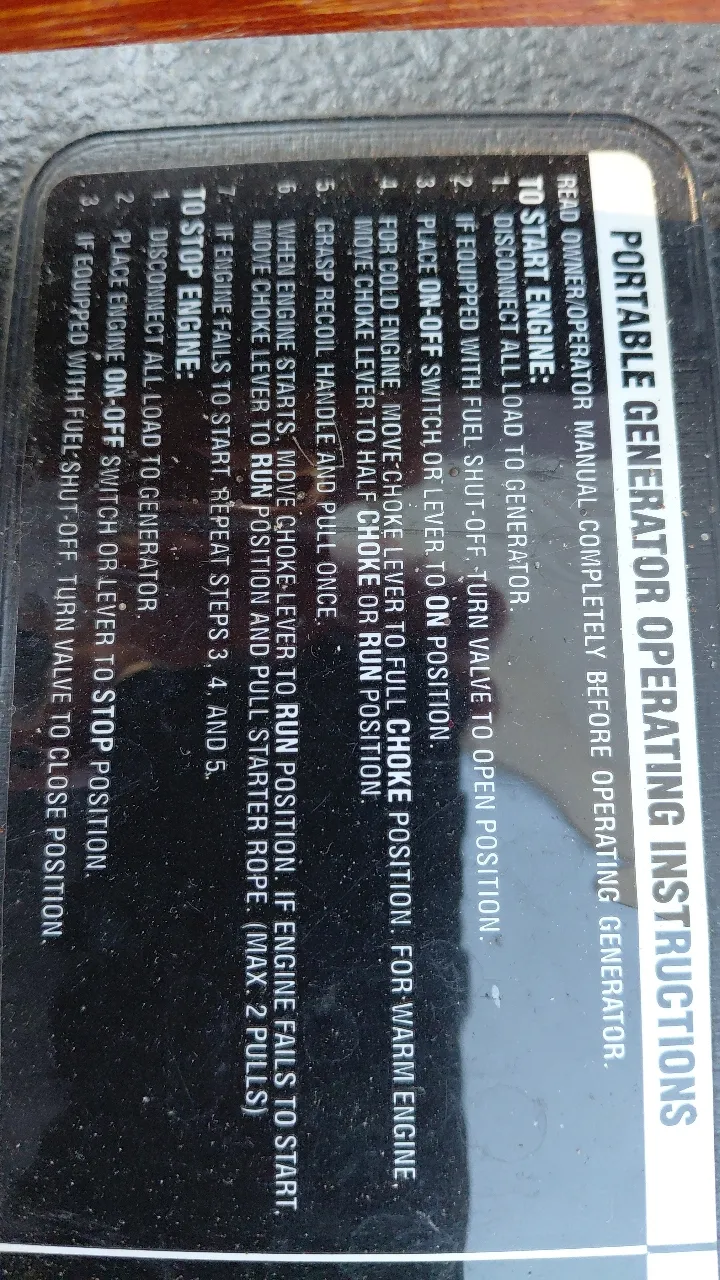 PORTABLE GENERATOR OPERATING INSTRUCTIONS
READ OWNER/OPERATOR MANUAL COMPLETELY BEFORE OPERATING GENERATOR.
TO START ENGINE:
1. DISCONNECT ALL LOAD TO GENERATOR.
2. IF EQUIPPED WITH FUEL SHUT-OFF, TURN VALVE TO OPEN POSITION.
3. PLACE ON-OFF SWITCH OR LEVER TO ON POSITION.
4. FOR COLD ENGINE, MOVE CHOKE LEVER TO FULL CHOKE POSITION. FOR WARM ENGINE,
MOVE CHOKE LEVER TO HALF CHOKE OR RUN POSITION.
5. GRASP RECOIL HANDLE AND PULL ONCE.
6. WHEN ENGINE STARTS, MOVE CHOKE LEVER TO RUN POSITION. IF ENGINE FAILS TO START,
MOVE CHOKE LEVER TO RUN POSITION AND PULL STARTER ROPE. (MAX. 2 PULLS)
7. IF ENGINE FAILS TO START, REPEAT STEPS 3, 4, AND 5.
TO STOP ENGINE:
1. DISCONNECT ALL LOAD TO GENERATOR
2. PLACE ENGINE ON-OFF SWITCH OR LEVER TO STOP POSITION.
3. IF EQUIPPED WITH FUEL SHUT-OFF, TURN VALVE TO CLOSE POSITION.